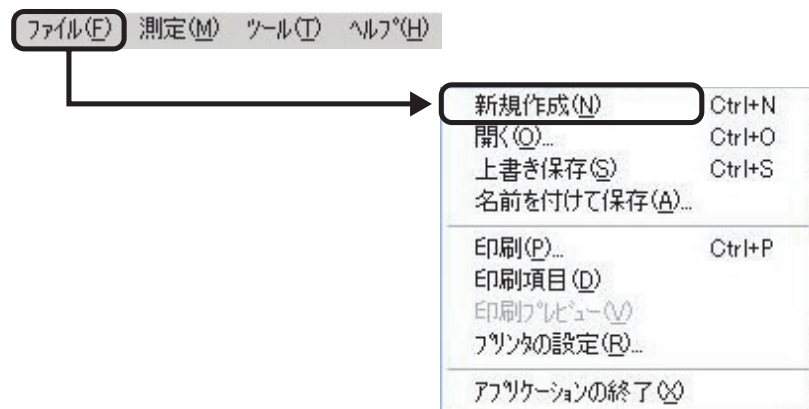 ﾌｧｲﾙ(F) 測定(M) ﾂｰﾙ(T) ﾍﾙﾌﾟ(H)
新規作成(N) Ctrl+N
開く(O)... Ctrl+O
上書き保存(S) Ctrl+S
名前を付けて保存(A)...
印刷(P)... Ctrl+P
印刷項目(D)
印刷ﾌﾟﾚﾋﾞｭｰ(V)
ﾌﾟﾘﾝﾀの設定(R)...
ｱﾌﾟﾘｹｰｼｮﾝの終了(X)